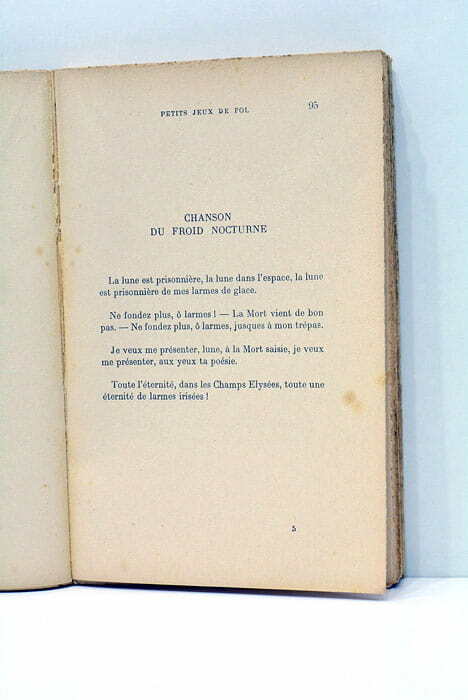 PETITS JEUX DE FOL 95
CHANSON
DU FROID NOCTURNE
La lune est prisonnière, la lune dans l'espace, la lune
est prisonnière de mes larmes de glace.
Ne fondez plus, ô larmes ! — La Mort vient de bon
pas. — Ne fondez plus, ô larmes, jusques à mon trépas.
Je veux me présenter, lune, à la Mort saisie, je veux
me présenter, aux yeux ta poésie.
Toute l'éternité, dans les Champs Elysées, toute une
éternité de larmes irisées !
5